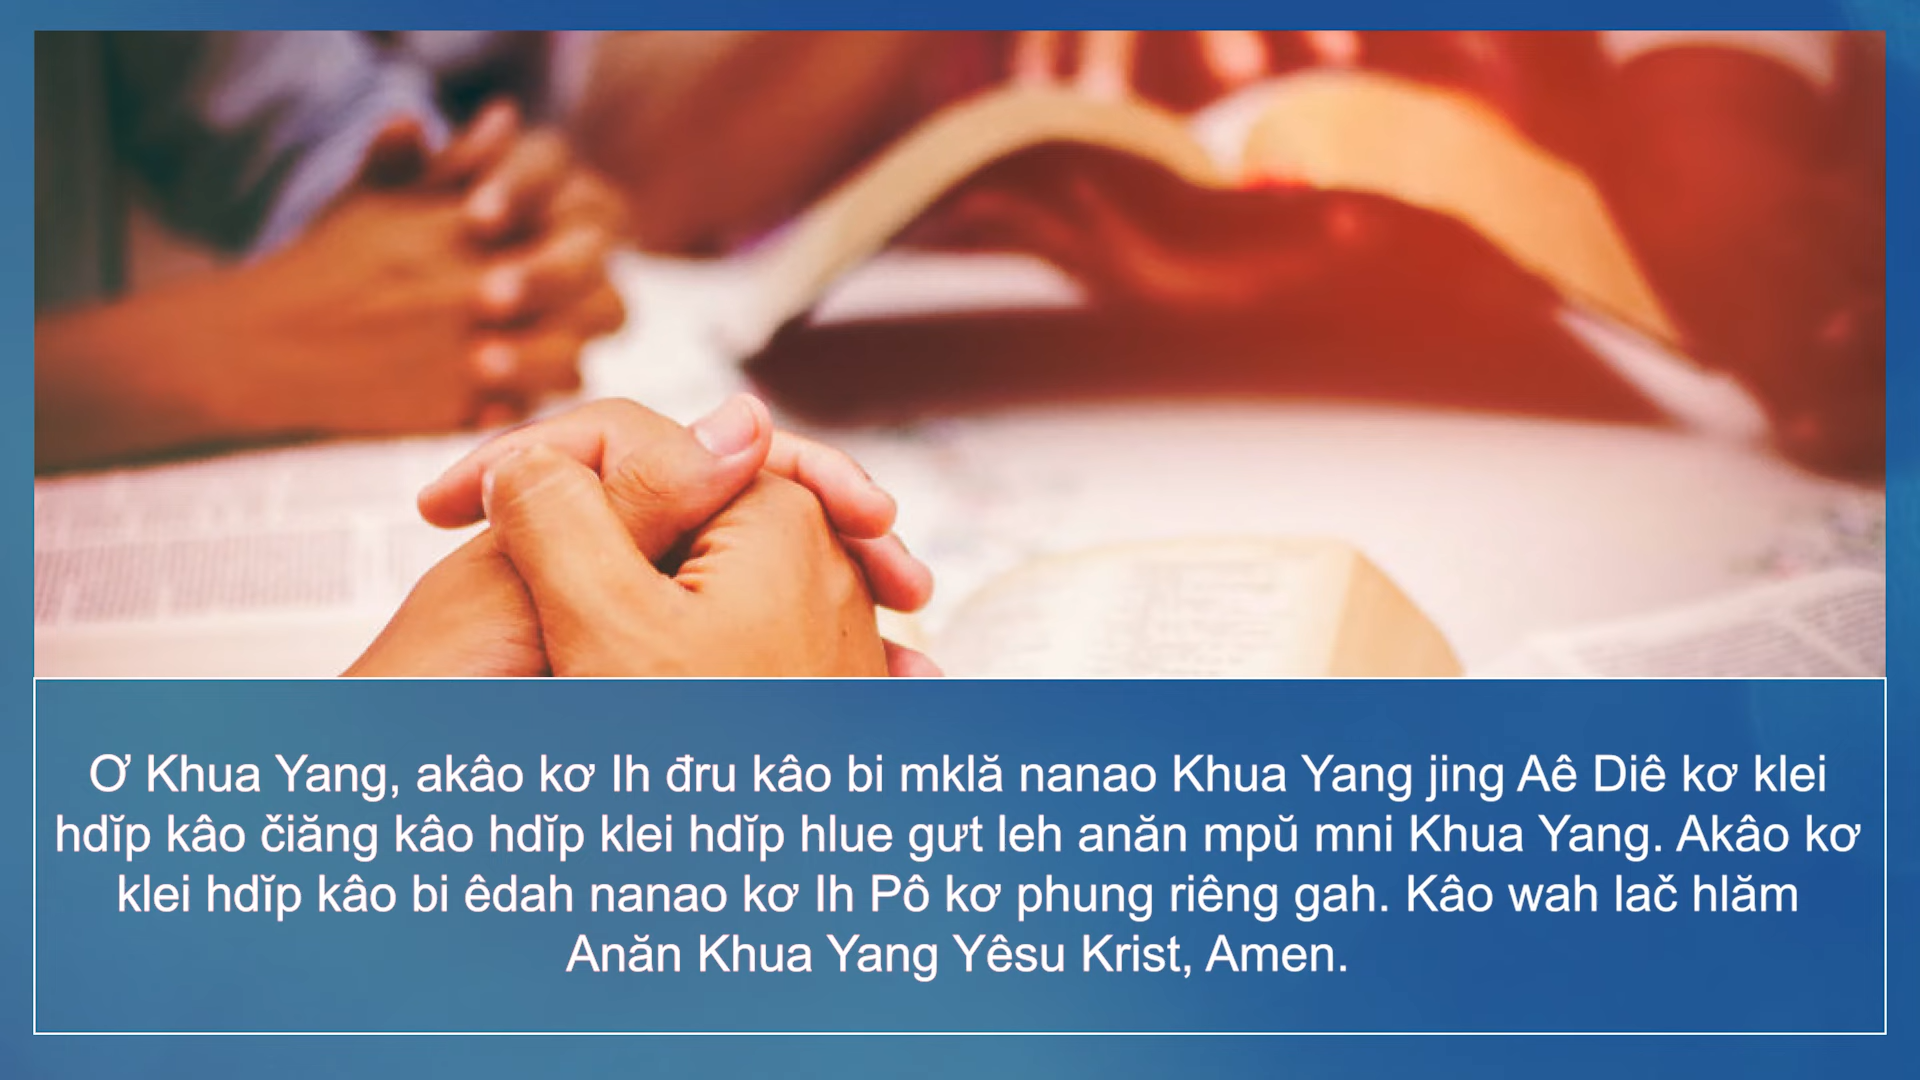 Ơ Khua Yang, akâo kơ Ih đru kâo bi mklă nanao Khua Yang jing Aê Diê kơ klei
hdĭp kâo čiăng kâo hdĭp klei hdĭp hlue gưt leh anăn mpŭ mni Khua Yang. Akâo kơ
klei hdĭp kâo bi êdah nanao kơ Ih Pô kơ phung riêng gah. Kâo wah lač hlăm
Anăn Khua Yang Yêsu Krist, Amen.